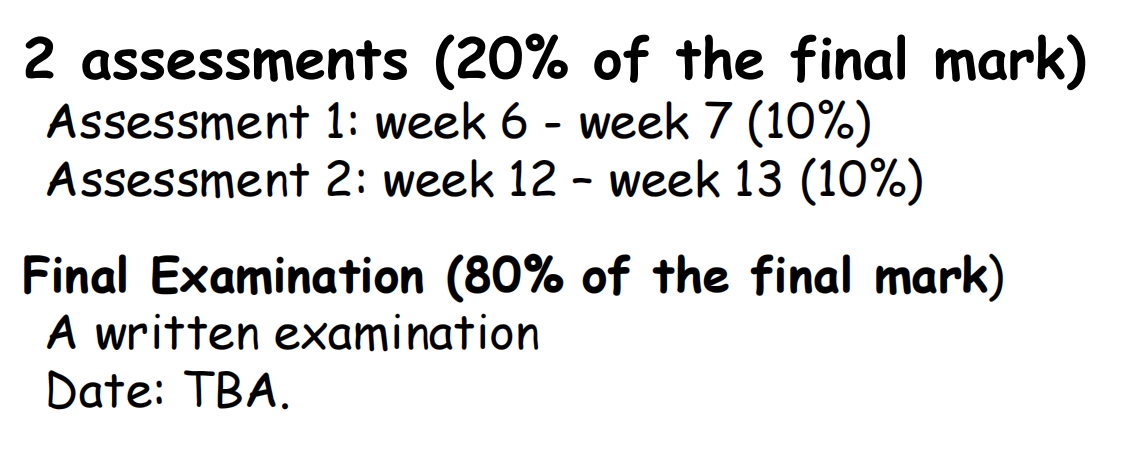 2 assessments (20% of the final mark)
Assessment 1: week 6 - week 7 (10%)
Assessment 2: week 12 – week 13 (10%)
Final Examination (80% of the final mark)
A written examination
Date: TBA.